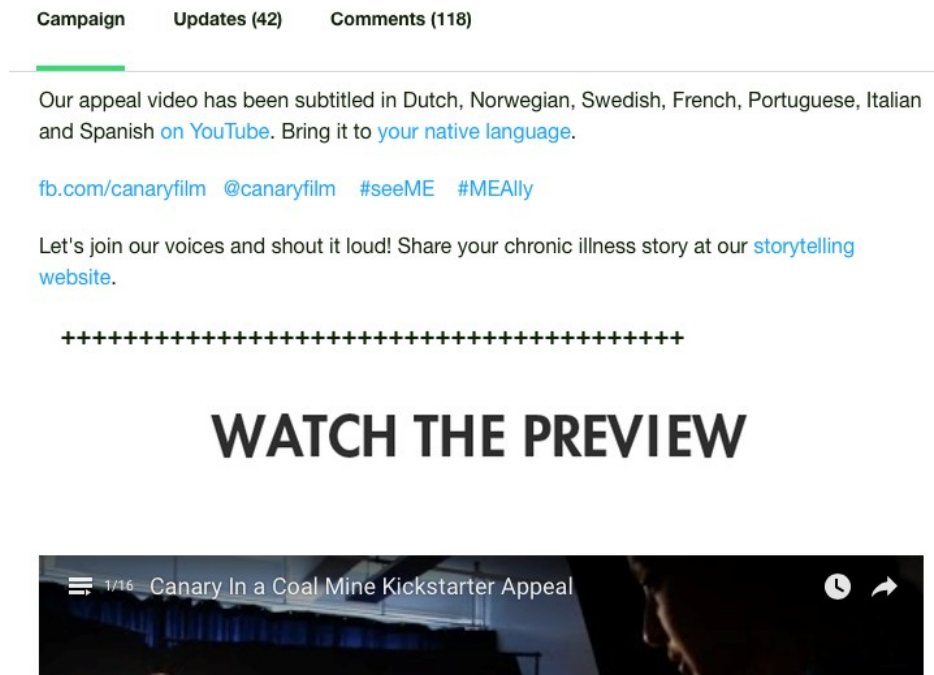 Campaign Updates (42) Comments (118)
Our appeal video has been subtitled in Dutch, Norwegian, Swedish, French, Portuguese, Italian
and Spanish on YouTube. Bring it to your native language.
fb.com/canaryfilm @canaryfilm #seeME #MEAlly
Let's join our voices and shout it loud! Share your chronic illness story at our storytelling
website.
++++++++++++++++++++++++++++++++++++++++
WATCH THE PREVIEW
1/16 Canary In a Coal Mine Kickstarter Appeal